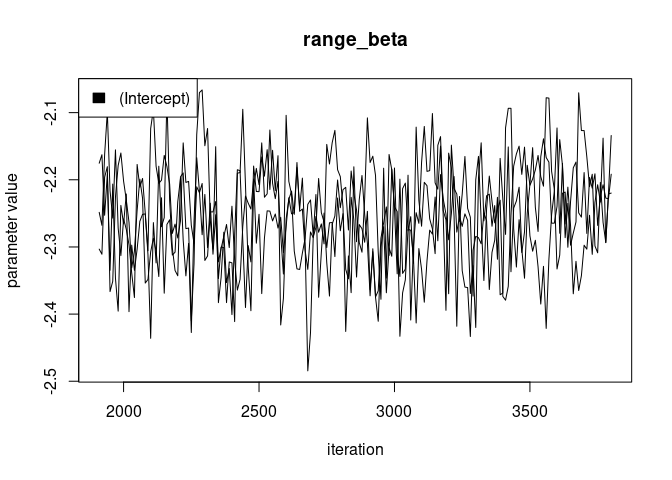 range_beta
(Intercept)
parameter value
-2.1
-2.2
-2.3
-2.4
-2.5
2000 2500 3000 3500
iteration